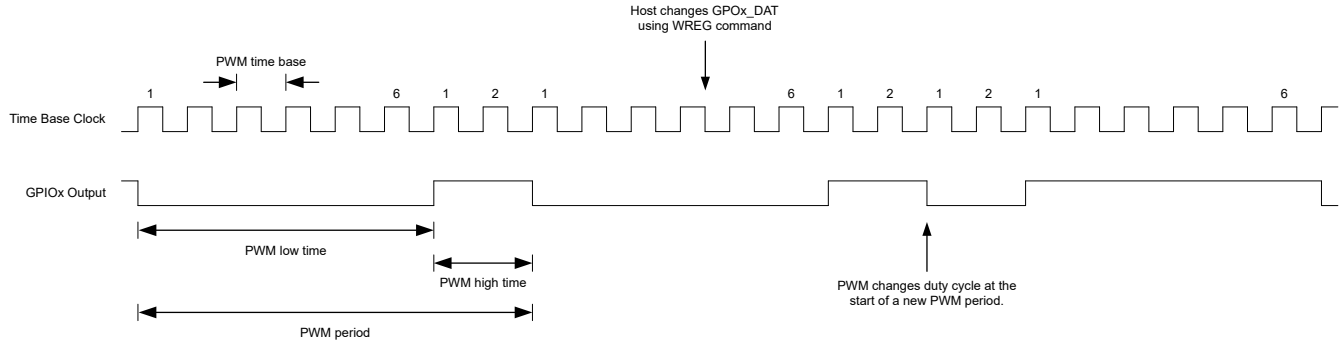 Host changes GPOx_DAT
using WREG command
PWM time base
1 6 1 2 1 6 1 2 1 2 1 6
Time Base Clock
GPIOx Output
PWM low time
PWM high time
PWM changes duty cycle at the
start of a new PWM period.
PWM period